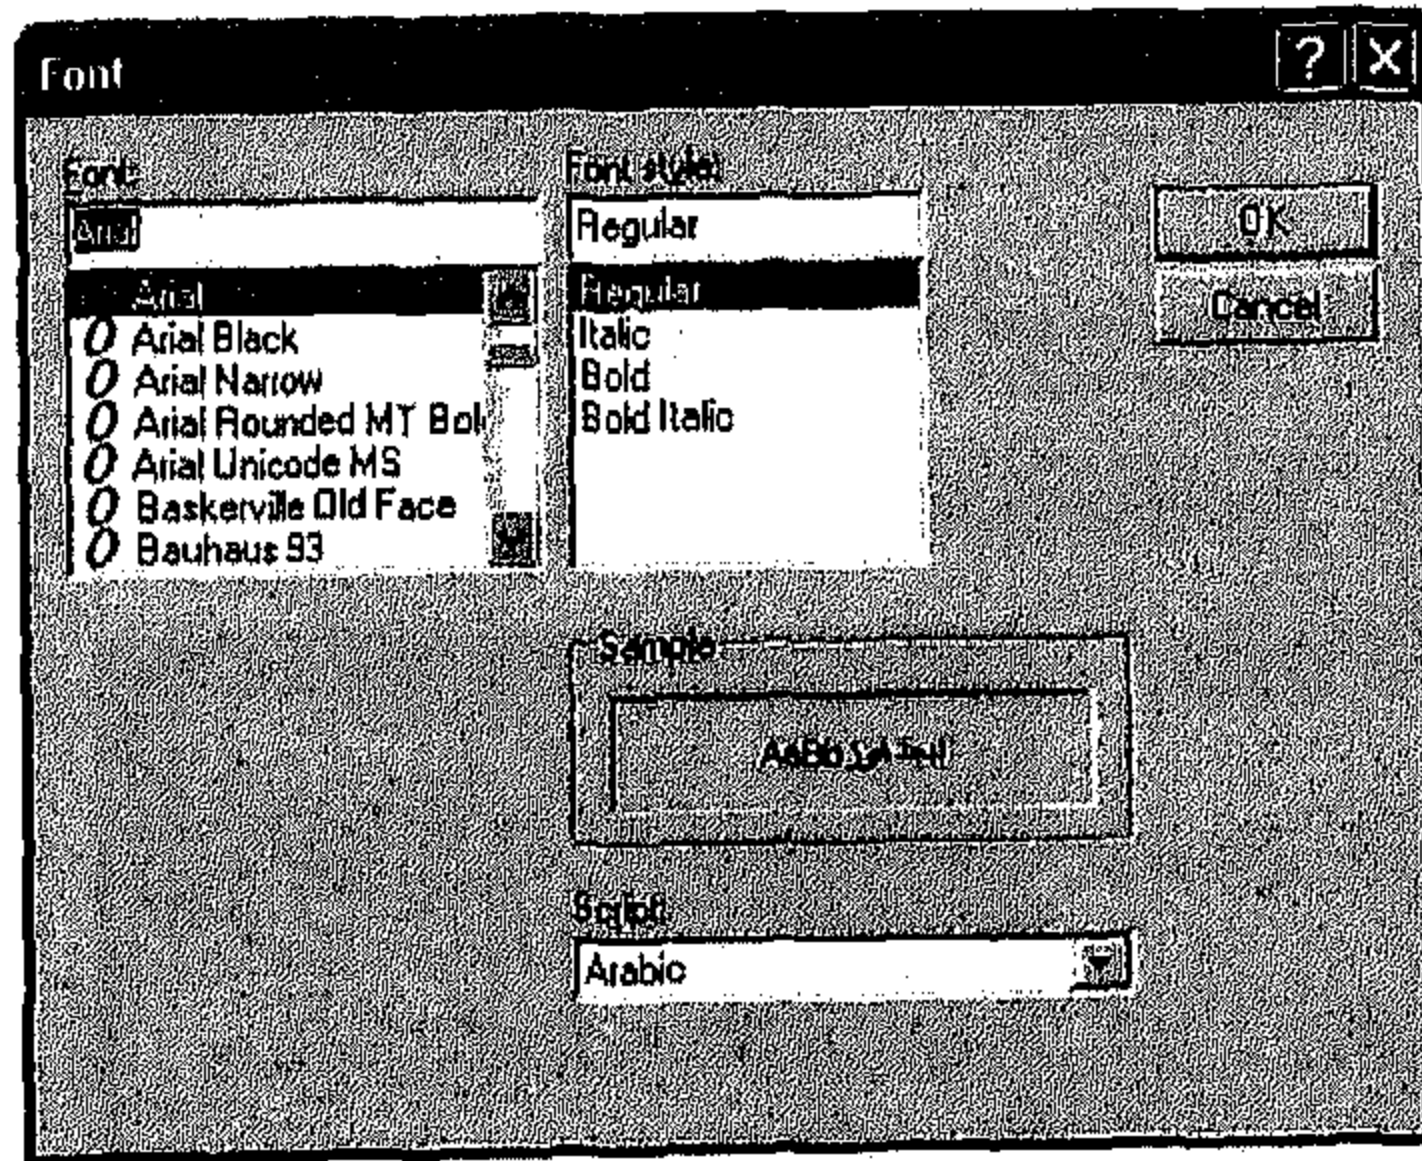 Font
Font:
Arial
Arial
Arial Black
Arial Narrow
Arial Rounded MT Bol
Arial Unicode MS
Baskerville Old Face
Bauhaus 93
Font style:
Regular
Regular
Italic
Bold
Bold Italic
OK
Cancel
Sample
AaBb
Script:
Arabic